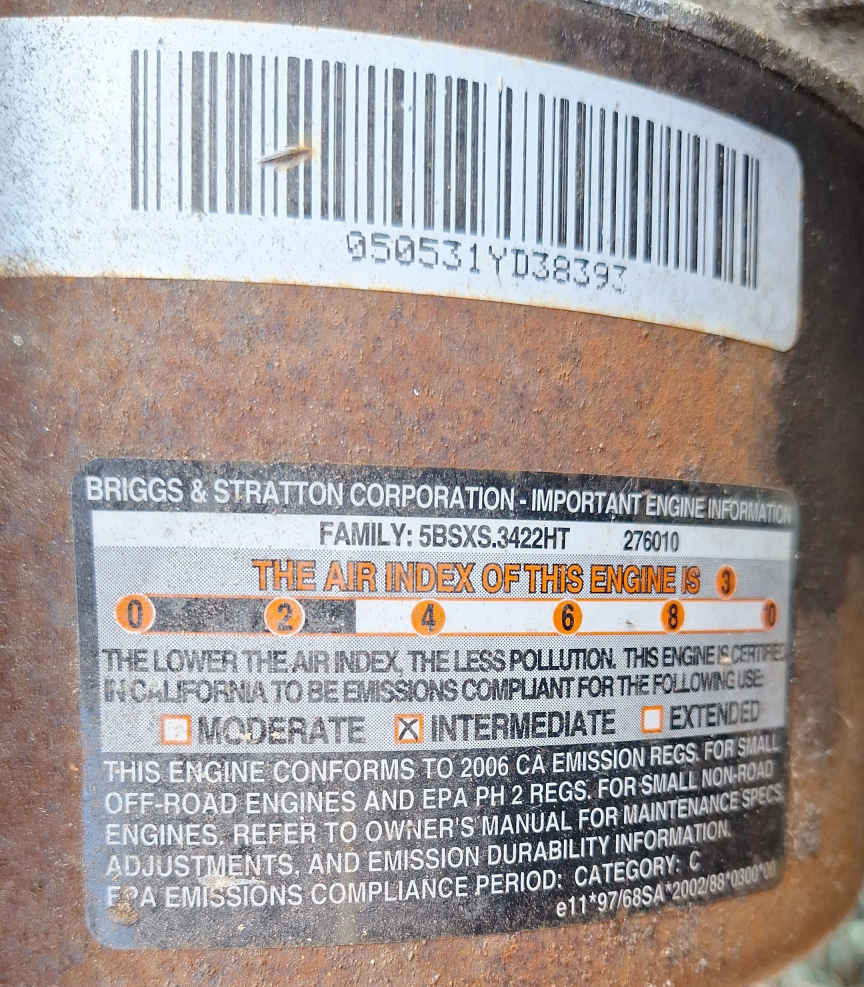 050531YD38393
BRIGGS & STRATTON CORPORATION - IMPORTANT ENGINE INFORMATION
FAMILY: 5BSXS.3422HT 276010
THE AIR INDEX OF THIS ENGINE IS 3
0 2 4 6 8 10
THE LOWER THE AIR INDEX, THE LESS POLLUTION. THIS ENGINE IS CERTIFIED
IN CALIFORNIA TO BE EMISSIONS COMPLIANT FOR THE FOLLOWING USE:
MODERATE INTERMEDIATE EXTENDED
THIS ENGINE CONFORMS TO 2006 CA EMISSION REGS. FOR SMALL
OFF-ROAD ENGINES AND EPA PH 2 REGS. FOR SMALL NON-ROAD
ENGINES. REFER TO OWNER'S MANUAL FOR MAINTENANCE SPECS,
ADJUSTMENTS, AND EMISSION DURABILITY INFORMATION.
EPA EMISSIONS COMPLIANCE PERIOD: CATEGORY: C
e11*97/68SA*2002/88*0300*00